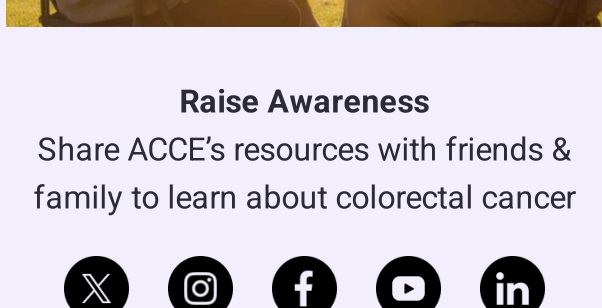 Raise Awareness
Share ACCE’s resources with friends &
family to learn about colorectal cancer